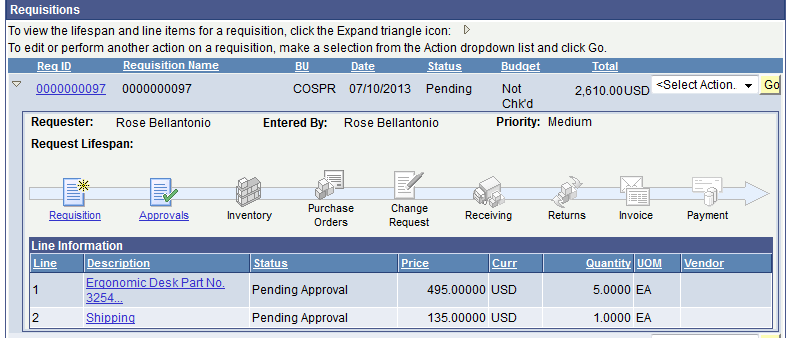 Requisitions
To view the lifespan and line items for a requisition, click the Expand triangle icon:
To edit or perform another action on a requisition, make a selection from the Action dropdown list and click Go.
Req ID Requisition Name BU Date Status Budget Total
0000000097 0000000097 COSPR 07/10/2013 Pending Not Chk'd 2,610.00 USD <Select Action. Go
Requester: Rose Bellantonio Entered By: Rose Bellantonio Priority: Medium
Request Lifespan:
Requisition Approvals Inventory Purchase Orders Change Request Receiving Returns Invoice Payment
Line Information
Line Description Status Price Curr Quantity UOM Vendor
1 Ergonomic Desk Part No. 3254... Pending Approval 495.00000 USD 5.0000 EA
2 Shipping Pending Approval 135.00000 USD 1.0000 EA